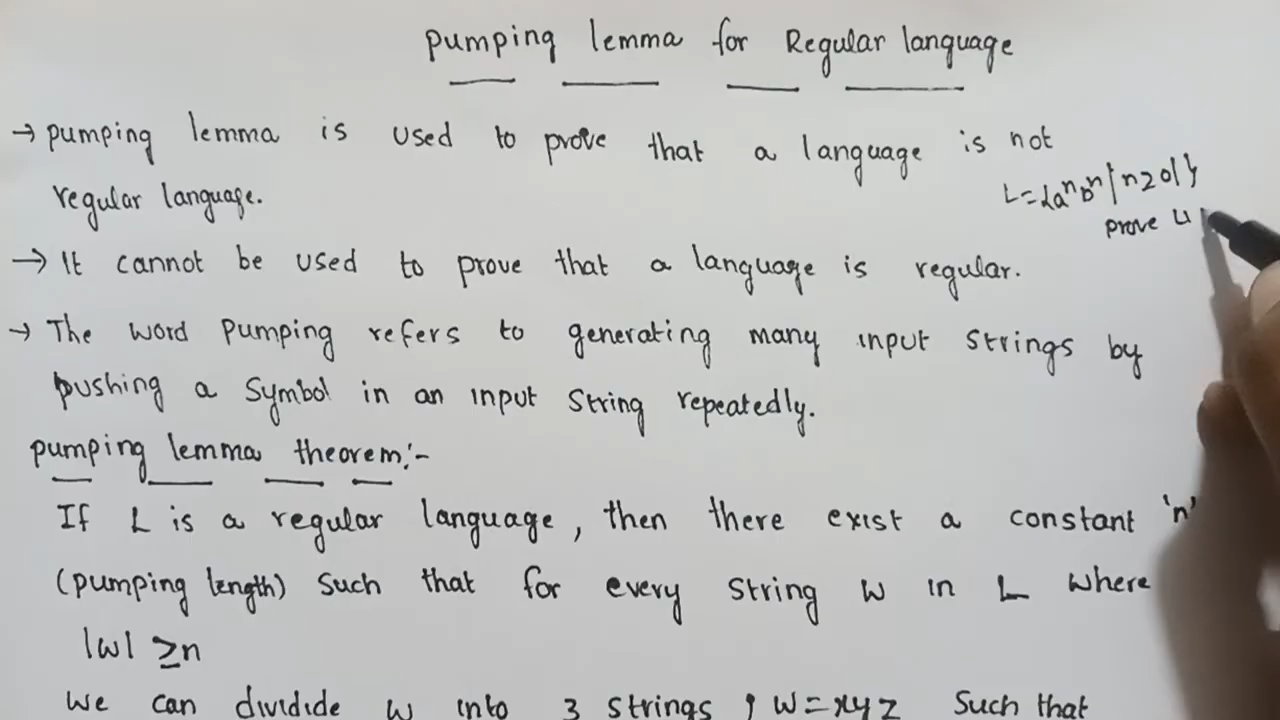 pumping lemma for Regular language
→ pumping lemma is used to prove that a language is not
regular language.
L={aⁿbⁿ|n≥0}
prove
→ It cannot be used to prove that a language is regular.
→ The word pumping refers to generating many input strings by
pushing a symbol in an input string repeatedly.
pumping lemma theorem:-
If L is a regular language, then there exist a constant 'n'
(pumping length) such that for every string w in L where
|w| ≥n
we can dividide w into 3 strings, w=xyz such that